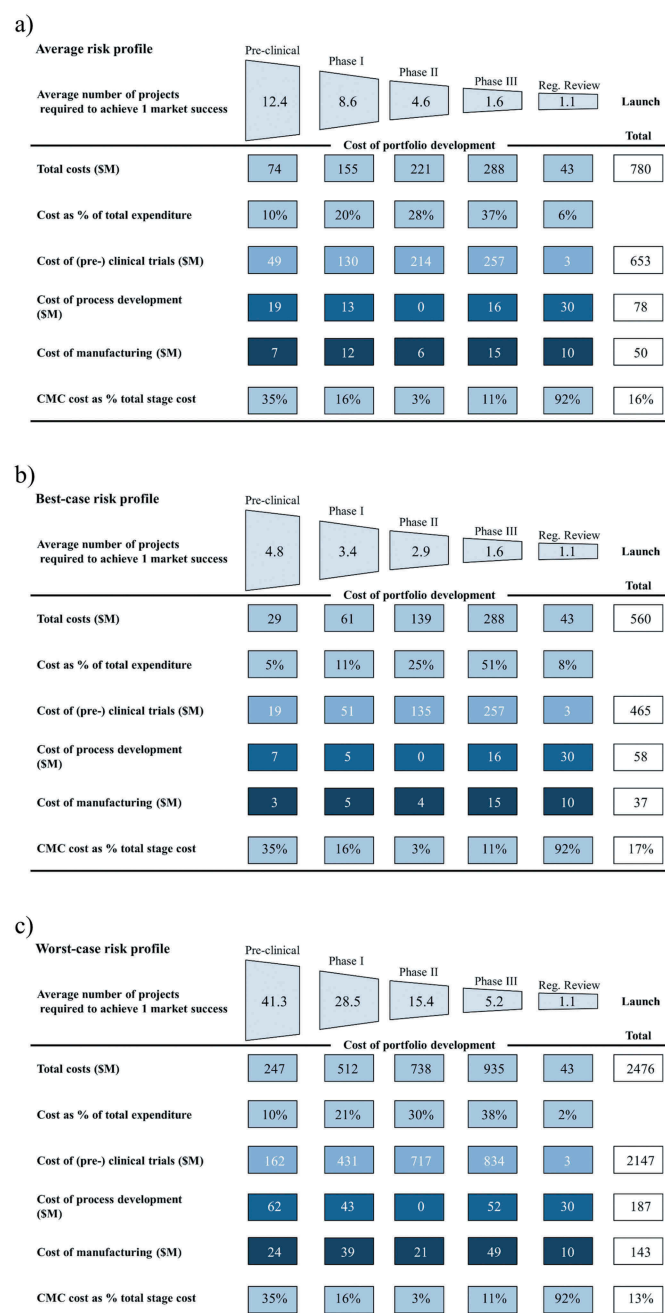 a)
Average risk profile
Pre-clinical
Phase I
Phase II
Phase III
Reg. Review
Average number of projects
required to achieve 1 market success
12.4 8.6 4.6 1.6 1.1 Launch
Total
Cost of portfolio development
Total costs ($M) 74 155 221 288 43 780
Cost as % of total expenditure 10% 20% 28% 37% 6%
Cost of (pre-) clinical trials ($M) 49 130 214 257 3 653
Cost of process development
($M) 19 13 0 16 30 78
Cost of manufacturing ($M) 7 12 6 15 10 50
CMC cost as % total stage cost 35% 16% 3% 11% 92% 16%
b)
Best-case risk profile
Pre-clinical
Phase I
Phase II
Phase III
Reg. Review
Average number of projects
required to achieve 1 market success
4.8 3.4 2.9 1.6 1.1 Launch
Total
Cost of portfolio development
Total costs ($M) 29 61 139 288 43 560
Cost as % of total expenditure 5% 11% 25% 51% 8%
Cost of (pre-) clinical trials ($M) 19 51 135 257 3 465
Cost of process development
($M) 7 5 0 16 30 58
Cost of manufacturing ($M) 3 5 4 15 10 37
CMC cost as % total stage cost 35% 16% 3% 11% 92% 17%
c)
Worst-case risk profile
Pre-clinical
Phase I
Phase II
Phase III
Reg. Review
Average number of projects
required to achieve 1 market success
41.3 28.5 15.4 5.2 1.1 Launch
Total
Cost of portfolio development
Total costs ($M) 247 512 738 935 43 2476
Cost as % of total expenditure 10% 21% 30% 38% 2%
Cost of (pre-) clinical trials ($M) 162 431 717 834 3 2147
Cost of process development
($M) 62 43 0 52 30 187
Cost of manufacturing ($M) 24 39 21 49 10 143
CMC cost as % total stage cost 35% 16% 3% 11% 92% 13%